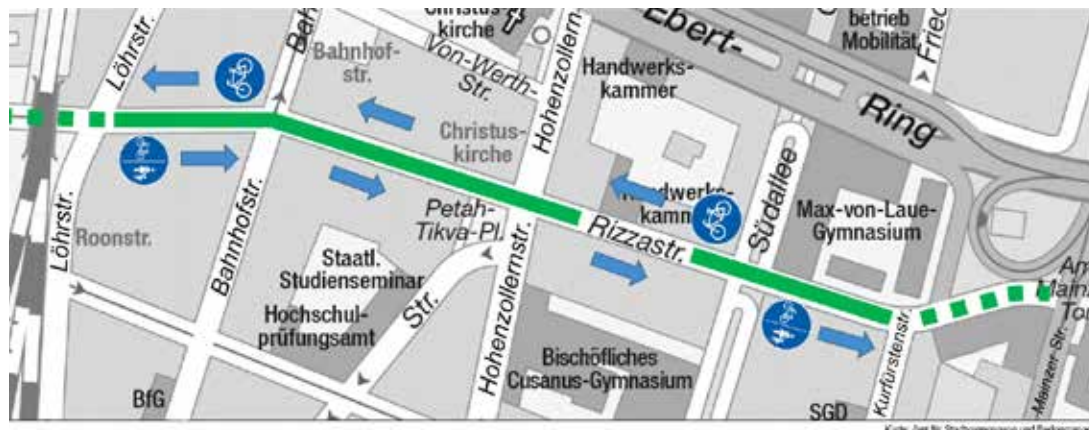 Löhrstr.
Bahnhof-
str.
Christus-
kirche
Von-Werth-
Str.
Hohenzollern
Handwerks-
kammer
Ebert-
Ring
betrieb
Mobilität
Christus-
kirche
Petah-
Tikva-Pl.
Rizzastr.
Südallee
Max-von-Laue-
Gymnasium
Löhrstr.
Roonstr.
Bahnhofstr.
Staatl.
Studienseminar
Hochschul-
prüfungsamt
Str.
Hohenzollernstr.
Bischöfliches
Cusanus-Gymnasium
BfG
SGD
Kurfürstenstr.
Mainzer Str.